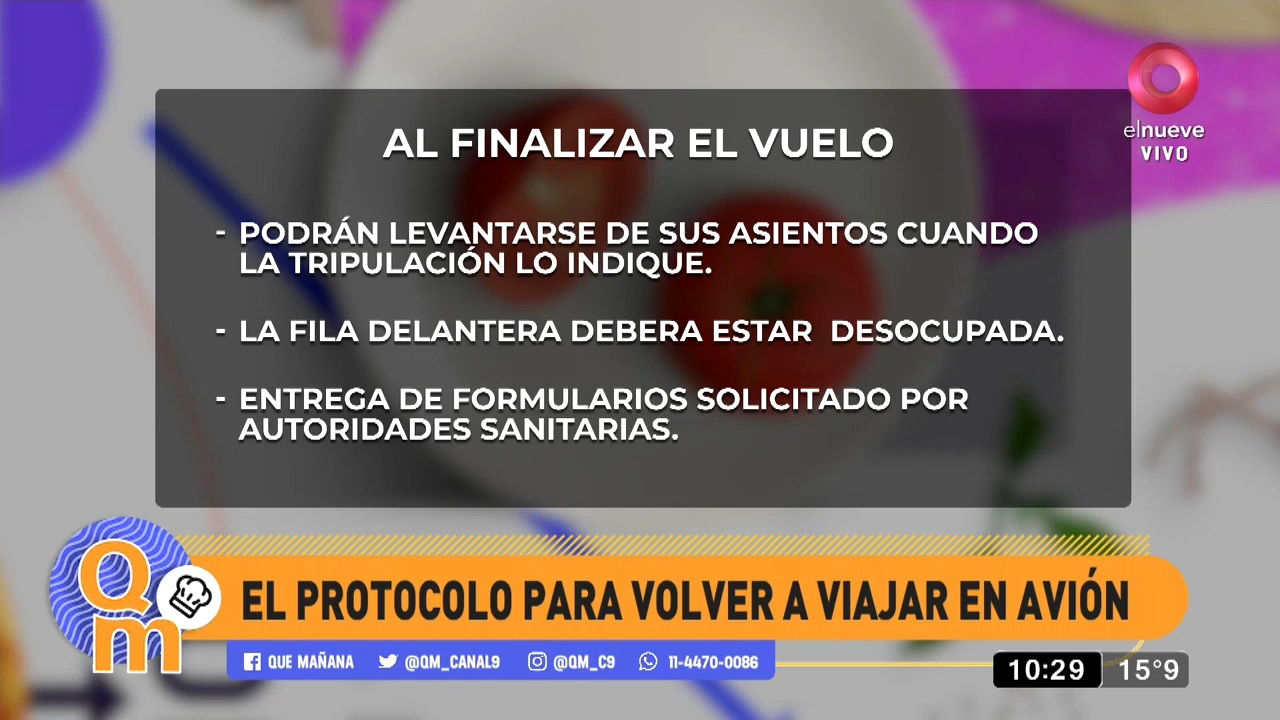 elnueve
VIVO
AL FINALIZAR EL VUELO
- PODRÁN LEVANTARSE DE SUS ASIENTOS CUANDO
LA TRIPULACIÓN LO INDIQUE.
- LA FILA DELANTERA DEBERA ESTAR DESOCUPADA.
- ENTREGA DE FORMULARIOS SOLICITADO POR
AUTORIDADES SANITARIAS.
Qm
EL PROTOCOLO PARA VOLVER A VIAJAR EN AVIÓN
QUE MAÑANA @QM_CANAL9 @QM_C9 11-4470-0086
10:29 15°9